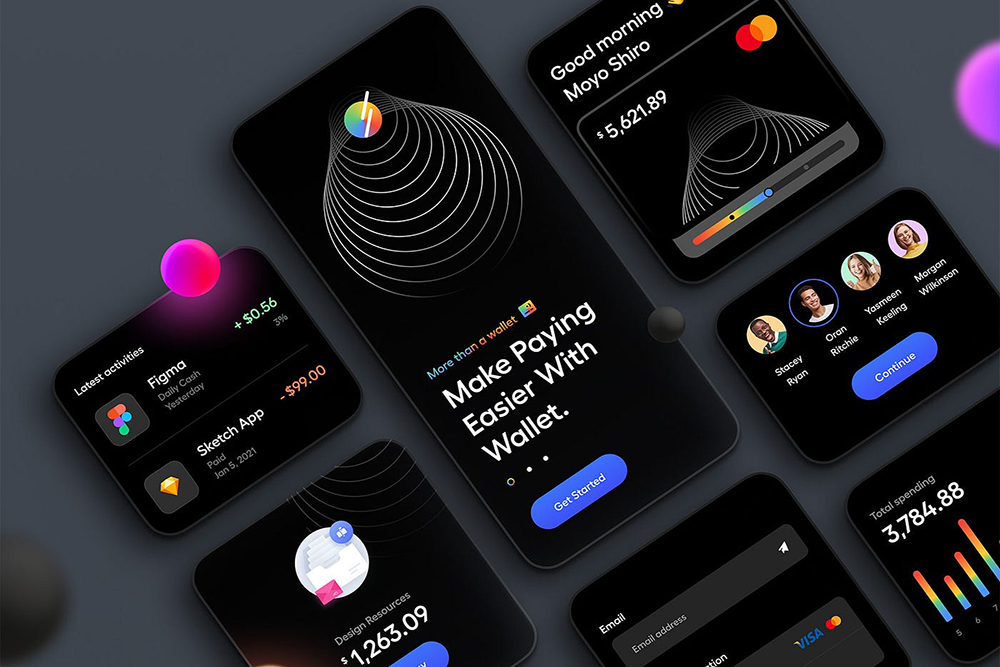 Good morning 👋
Moyo Shiro
$ 5,621.89
More than a wallet
Make Paying
Easier With
Wallet.
Get Started
Latest activities
+ $0.56
3%
Figma
Daily Cash
Yesterday
- $99.00
Sketch App
Paid
Jan 5, 2021
Stacey
Ryan
Oran
Ritchie
Yasmeen
Keeling
Morgan
Wilkinson
Continue
Design Resources
$ 1,263.09
Email
Email address
VISA
Total spending
3,784.88
5
6
7